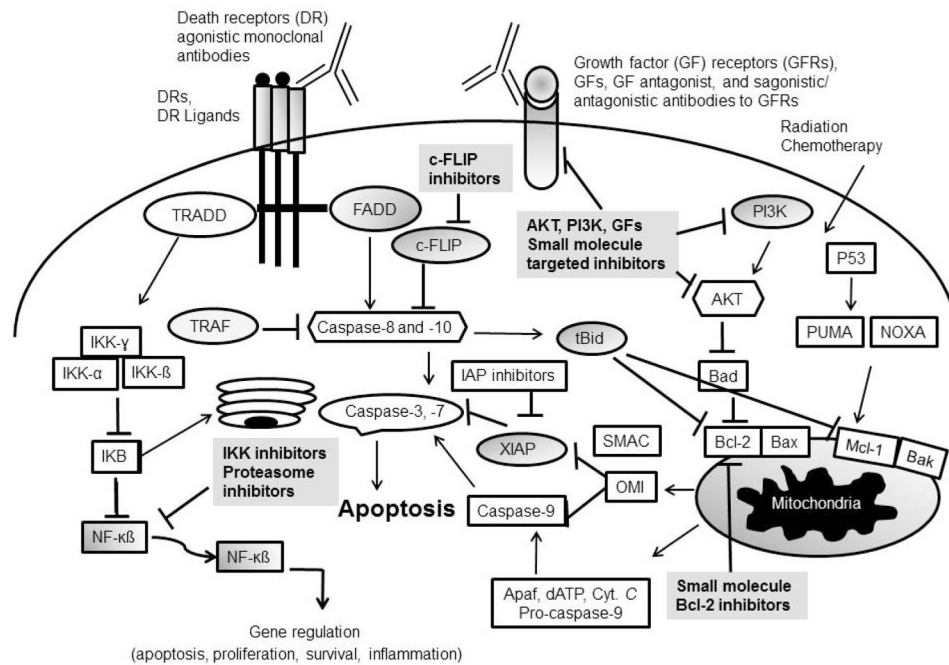 Death receptors (DR)
agonistic monoclonal
antibodies
DRs,
DR Ligands
Growth factor (GF) receptors (GFRs),
GFs, GF antagonist, and sagonistic/
antagonistic antibodies to GFRs
Radiation
Chemotherapy
c-FLIP
inhibitors
TRADD
FADD
c-FLIP
AKT, PI3K, GFs
Small molecule
targeted inhibitors
PI3K
P53
AKT
TRAF
Caspase-8 and -10
tBid
PUMA
NOXA
IKK-ɣ
IKK-α
IKK-ß
IAP inhibitors
Bad
Caspase-3, -7
XIAP
SMAC
Bcl-2
Bax
Mcl-1
Bak
IKB
IKK inhibitors
Proteasome
inhibitors
OMI
Mitochondria
Apoptosis
Caspase-9
NF-κß
NF-κß
Apaf, dATP, Cyt. C
Pro-caspase-9
Small molecule
Bcl-2 inhibitors
Gene regulation
(apoptosis, proliferation, survival, inflammation)